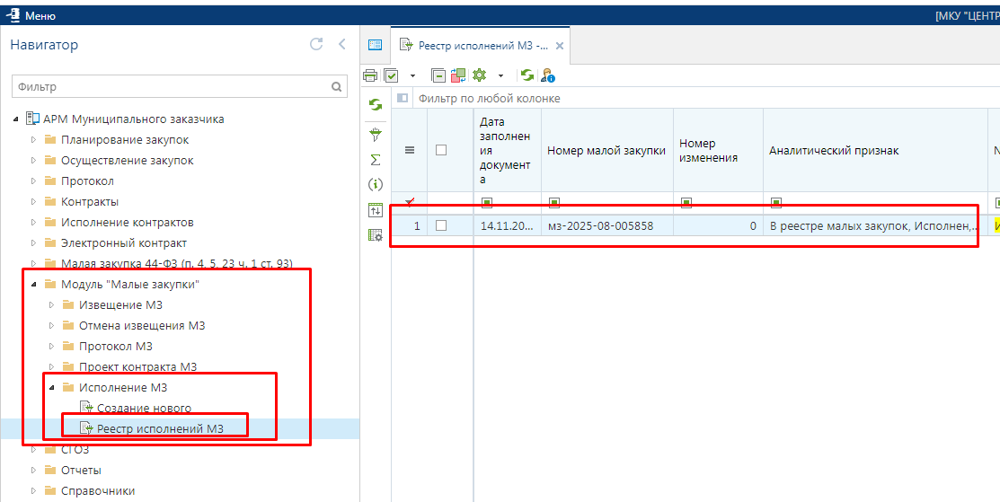 Меню
[МКУ "ЦЕНТР
Навигатор
Реестр исполнений МЗ -...
Фильтр
Фильтр по любой колонке
АРМ Муниципального заказчика
Планирование закупок
Осуществление закупок
Протокол
Контракты
Исполнение контрактов
Электронный контракт
Малая закупка 44-ФЗ (п. 4, 5, 23 ч. 1 ст. 93)
Модуль "Малые закупки"
Извещение МЗ
Отмена извещения МЗ
Протокол МЗ
Проект контракта МЗ
Исполнение МЗ
Создание нового
Реестр исполнений МЗ
СГОЗ
Отчеты
Справочники
Дата
заполнен
ия
документ
а
Номер малой закупки
Номер
изменения
Аналитический признак
1 14.11.20... мз-2025-08-005858 0 В реестре малых закупок, Исполнен,...